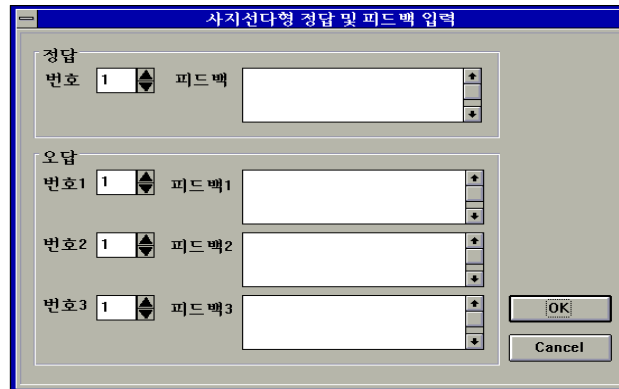 사지선다형 정답 및 피드백 입력
정답
번호 1 피드백
오답
번호1 1 피드백1
번호2 1 피드백2
번호3 1 피드백3
OK
Cancel